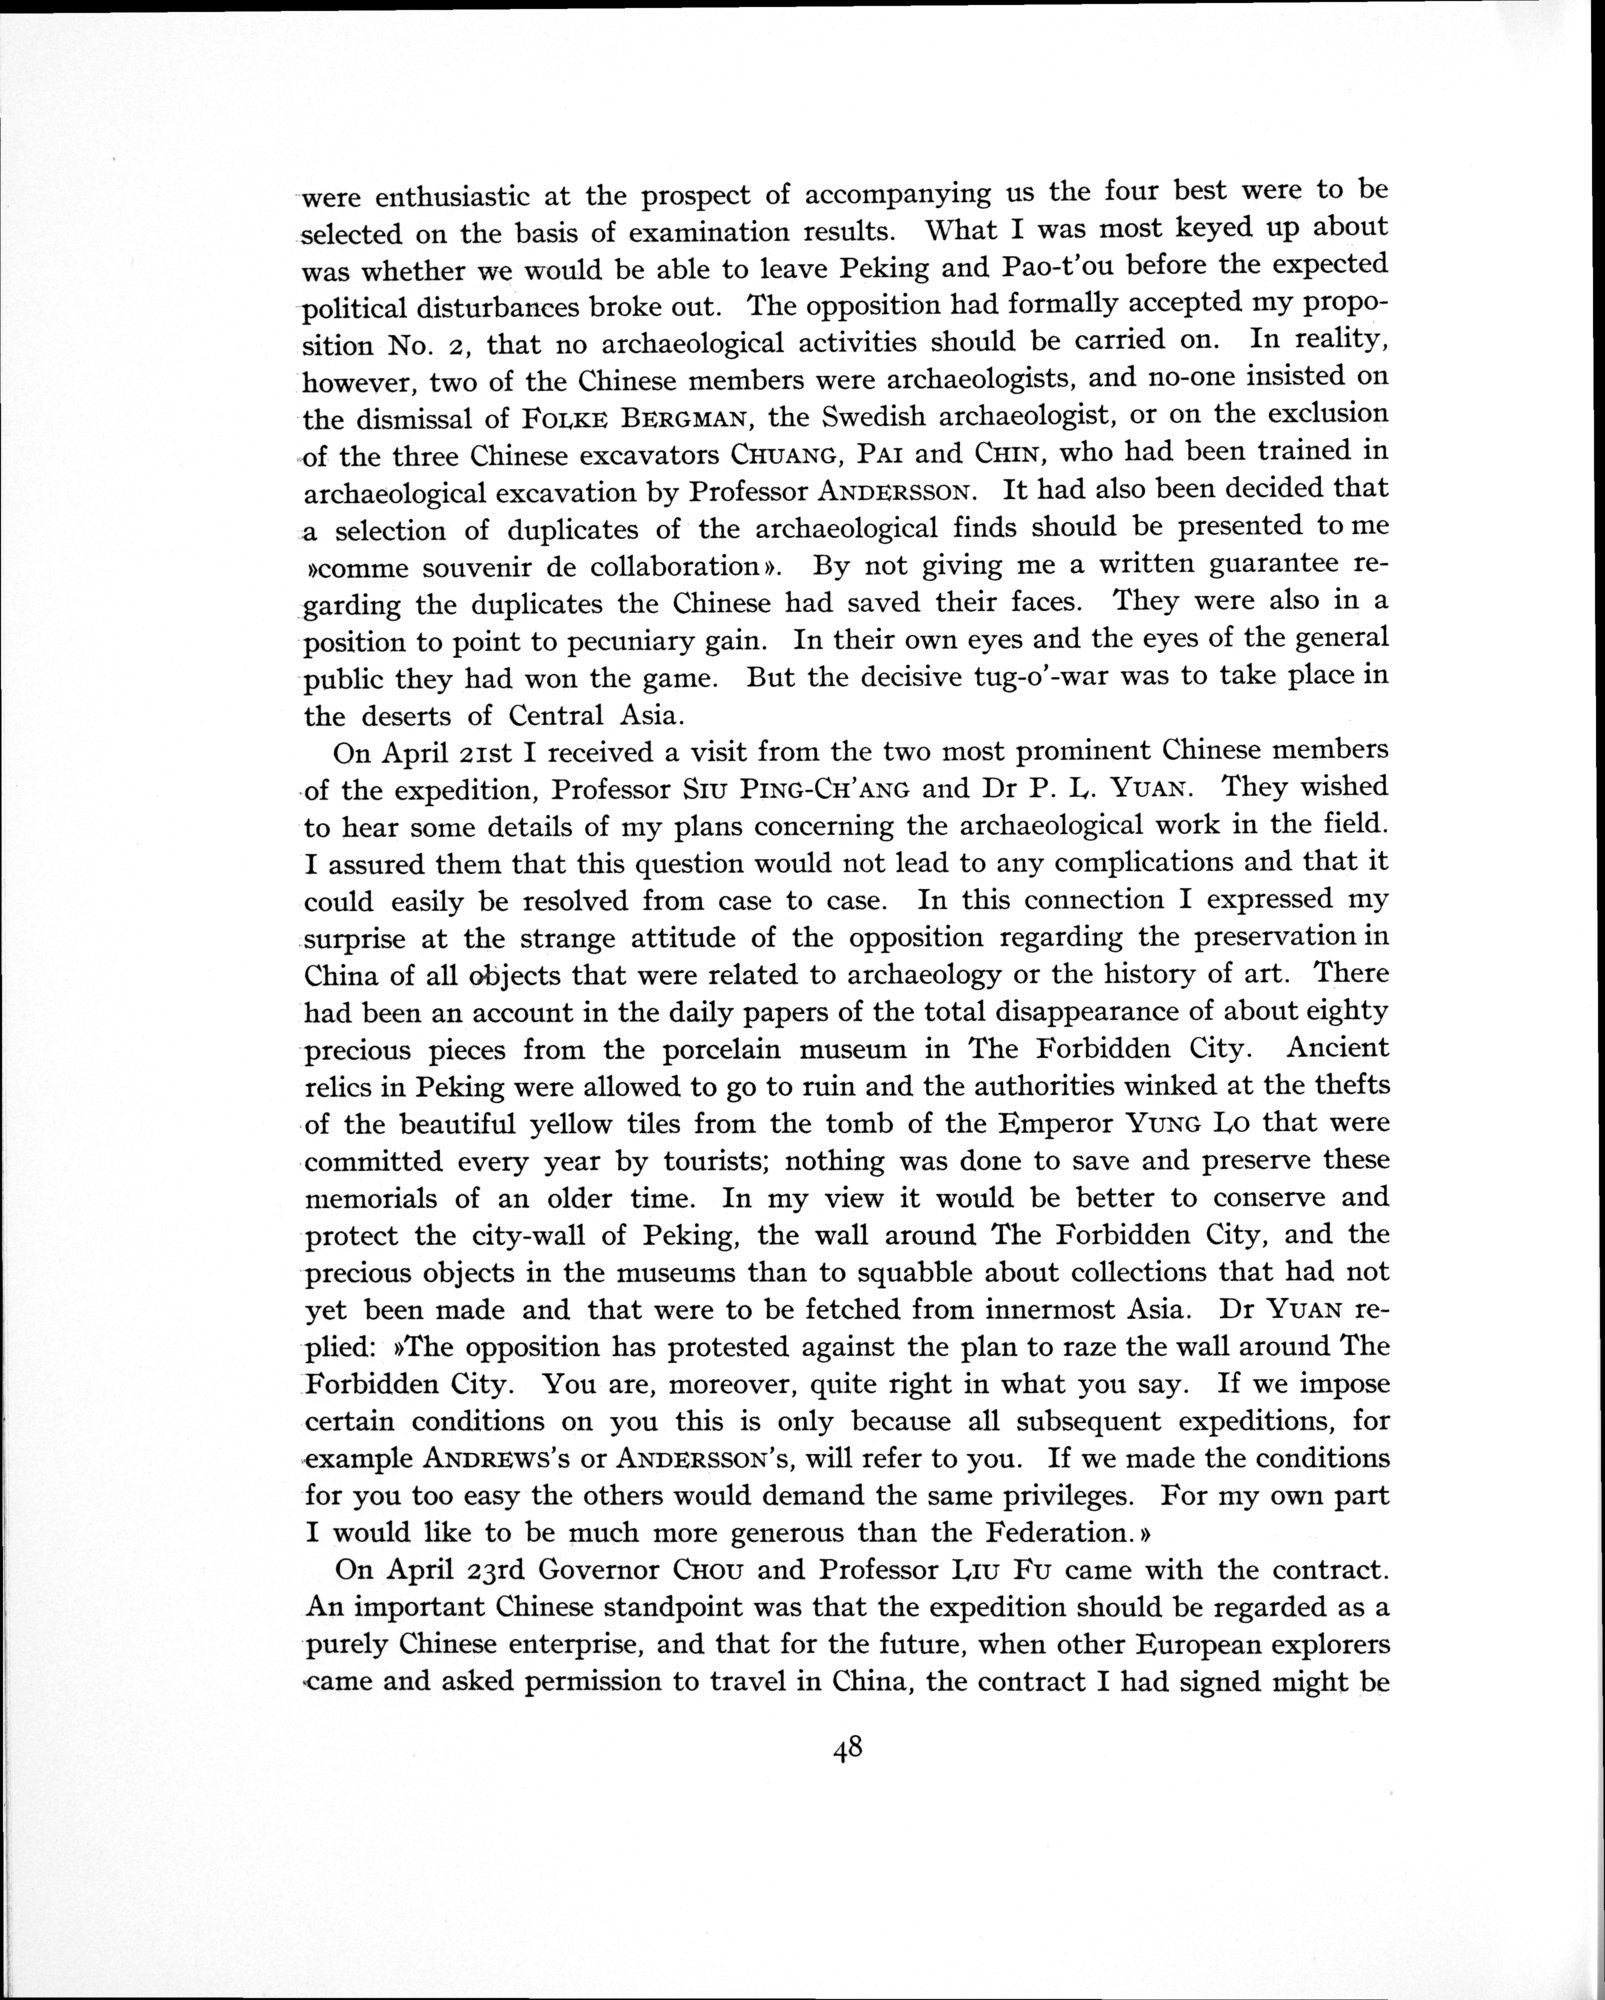 were enthusiastic at the prospect of accompanying us the four best were to be
selected on the basis of examination results. What I was most keyed up about
was whether we would be able to leave Peking and Pao-t'ou before the expected
political disturbances broke out. The opposition had formally accepted my propo-
sition No. 2, that no archaeological activities should be carried on. In reality,
however, two of the Chinese members were archaeologists, and no-one insisted on
the dismissal of FOLKE BERGMAN, the Swedish archaeologist, or on the exclusion
of the three Chinese excavators CHUANG, PAI and CHIN, who had been trained in
archaeological excavation by Professor ANDERSSON. It had also been decided that
a selection of duplicates of the archaeological finds should be presented to me
»comme souvenir de collaboration». By not giving me a written guarantee re-
garding the duplicates the Chinese had saved their faces. They were also in a
position to point to pecuniary gain. In their own eyes and the eyes of the general
public they had won the game. But the decisive tug-o'-war was to take place in
the deserts of Central Asia.
On April 21st I received a visit from the two most prominent Chinese members
of the expedition, Professor SIU PING-CH'ANG and Dr P. L. YUAN. They wished
to hear some details of my plans concerning the archaeological work in the field.
I assured them that this question would not lead to any complications and that it
could easily be resolved from case to case. In this connection I expressed my
surprise at the strange attitude of the opposition regarding the preservation in
China of all objects that were related to archaeology or the history of art. There
had been an account in the daily papers of the total disappearance of about eighty
precious pieces from the porcelain museum in The Forbidden City. Ancient
relics in Peking were allowed to go to ruin and the authorities winked at the thefts
of the beautiful yellow tiles from the tomb of the Emperor YUNG LO that were
committed every year by tourists; nothing was done to save and preserve these
memorials of an older time. In my view it would be better to conserve and
protect the city-wall of Peking, the wall around The Forbidden City, and the
precious objects in the museums than to squabble about collections that had not
yet been made and that were to be fetched from innermost Asia. Dr YUAN re-
plied: »The opposition has protested against the plan to raze the wall around The
Forbidden City. You are, moreover, quite right in what you say. If we impose
certain conditions on you this is only because all subsequent expeditions, for
example ANDREWS's or ANDERSSON's, will refer to you. If we made the conditions
for you too easy the others would demand the same privileges. For my own part
I would like to be much more generous than the Federation.»
On April 23rd Governor CHOU and Professor LIU FU came with the contract.
An important Chinese standpoint was that the expedition should be regarded as a
purely Chinese enterprise, and that for the future, when other European explorers
came and asked permission to travel in China, the contract I had signed might be
48